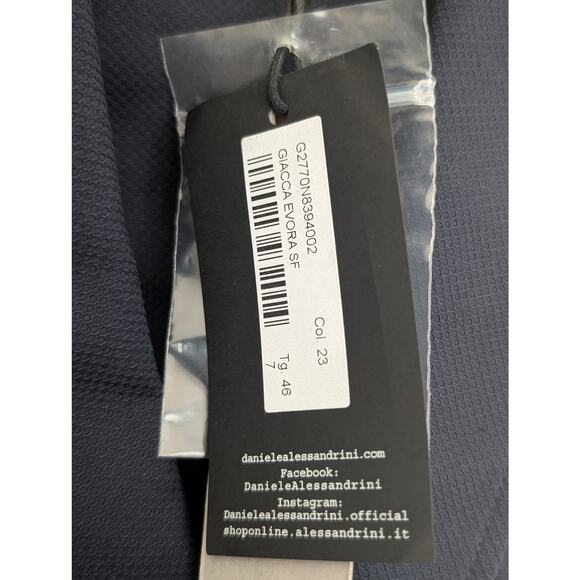 G2770N8394002
GIACCA EVORA SF
Col. 23
Tg. 46
7
danielealessandrini.com
Facebook:
DanieleAlessandrini
Instagram:
Danielealessandrini.official
shoponline.alessandrini.it